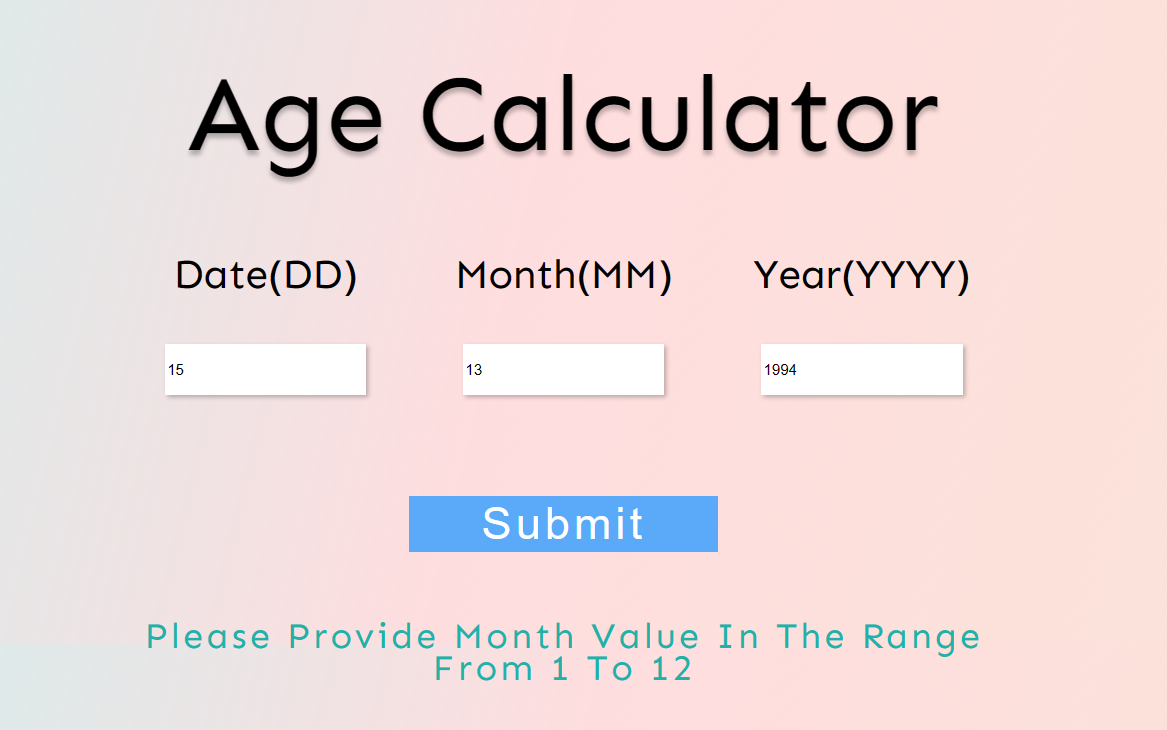 Age Calculator
Date(DD) Month(MM) Year(YYYY)
15 13 1994
Submit
Please Provide Month Value In The Range
From 1 To 12